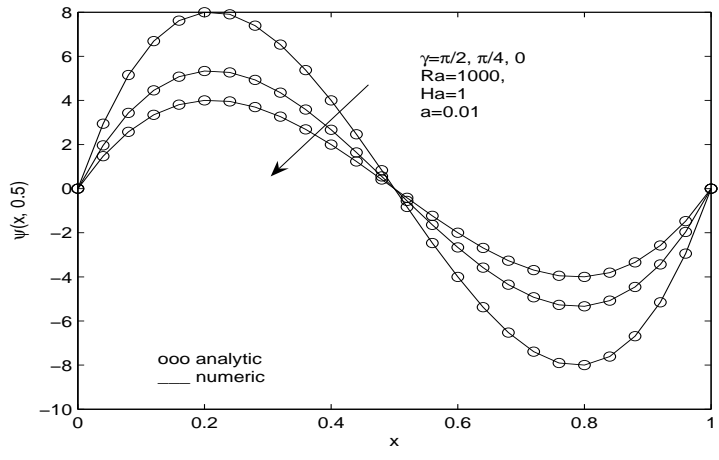 8
6
4
2
0
−2
−4
−6
−8
−10
ψ(x, 0.5)
γ=π/2, π/4, 0
Ra=1000,
Ha=1
a=0.01
ooo analytic
___ numeric
0
0.2
0.4
0.6
0.8
1
x